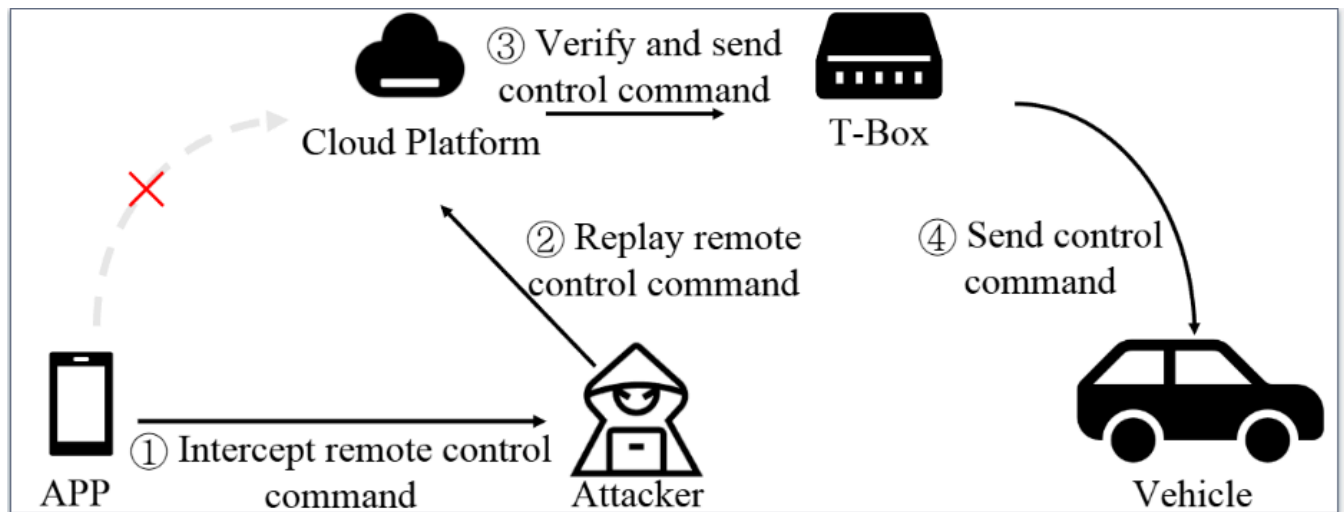 ③ Verify and send
control command
Cloud Platform
T-Box
② Replay remote
control command
④ Send control
command
① Intercept remote control
command
APP
Attacker
Vehicle